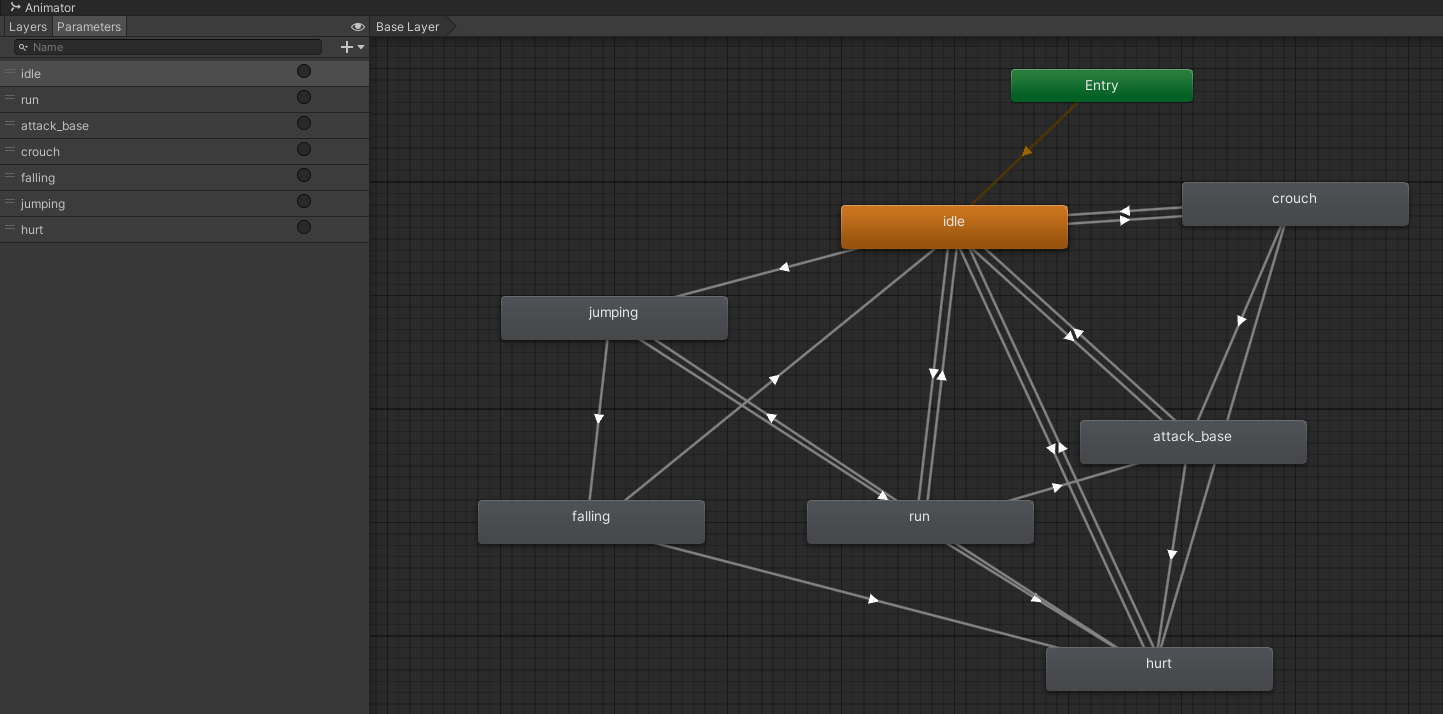 Animator
Layers Parameters
Base Layer
Name
idle
run
attack_base
crouch
falling
jumping
hurt
Entry
crouch
idle
jumping
attack_base
falling
run
hurt